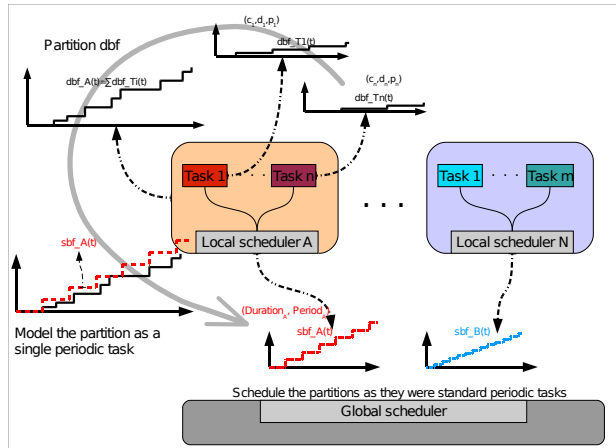 (c₁,d₁,p₁)
Partition dbf
dbf_T1(t)
(cₙ,dₙ,pₙ)
dbf_A(t)=∑dbf_Ti(t)
dbf_Tn(t)
Task 1 · · · Task n
Task 1 · · · Task m
. . .
sbf_A(t)
Local scheduler A
Local scheduler N
(Duration_A, Period_A)
Model the partition as a
single periodic task
sbf_A(t)
sbf_B(t)
Schedule the partitions as they were standard periodic tasks
Global scheduler